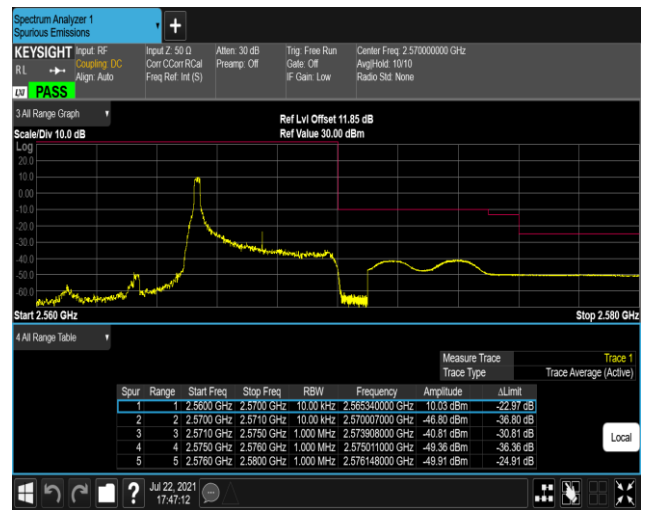 Spectrum Analyzer 1
Spurious Emissions
+
KEYSIGHT Input: RF Input Z: 50 Ω Atten: 30 dB Trig: Free Run Center Freq: 2.570000000 GHz
R L Coupling: DC Corr CCorr RCal Preamp: Off Gate: Off Avg|Hold: 10/10
Align: Auto Freq Ref: Int (S) IF Gain: Low Radio Std: None
LXI PASS
3 All Range Graph
Ref Lvl Offset 11.85 dB
Scale/Div 10.0 dB Ref Value 30.00 dBm
Log
20.0
10.0
0.00
-10.0
-20.0
-30.0
-40.0
-50.0
-60.0
Start 2.560 GHz Stop 2.580 GHz
4 All Range Table
Measure Trace Trace 1
Trace Type Trace Average (Active)
Spur Range Start Freq Stop Freq RBW Frequency Amplitude ΔLimit
1 1 2.5600 GHz 2.5700 GHz 10.00 kHz 2.565340000 GHz 10.03 dBm -22.97 dB
2 2 2.5700 GHz 2.5710 GHz 10.00 kHz 2.570007000 GHz -46.80 dBm -36.80 dB
3 3 2.5710 GHz 2.5750 GHz 1.000 MHz 2.573908000 GHz -40.81 dBm -30.81 dB
4 4 2.5750 GHz 2.5760 GHz 1.000 MHz 2.575011000 GHz -49.36 dBm -36.36 dB
5 5 2.5760 GHz 2.5800 GHz 1.000 MHz 2.576148000 GHz -49.91 dBm -24.91 dB
Local
? Jul 22, 2021
17:47:12